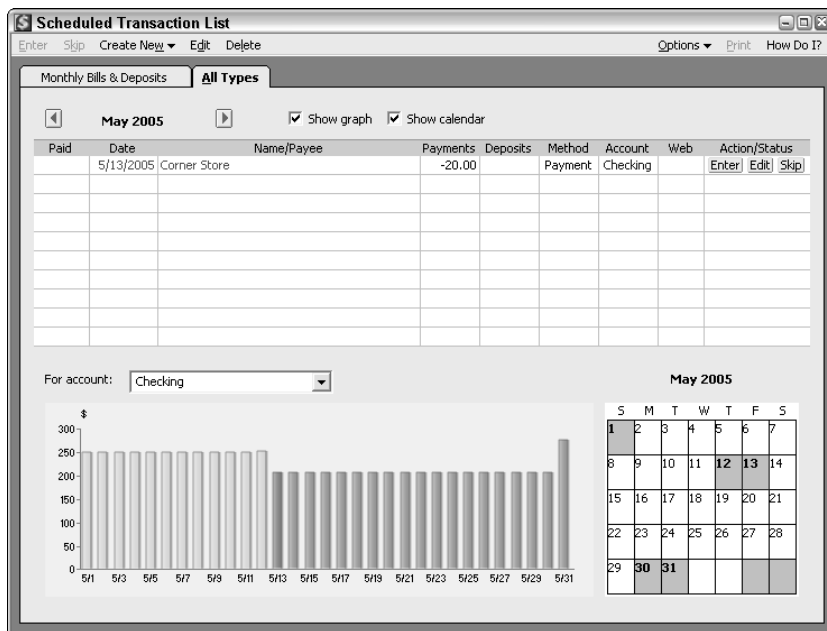 Scheduled Transaction List
Enter Skip Create New Edit Delete Options Print How Do I?
Monthly Bills & Deposits All Types
May 2005 Show graph Show calendar
Paid Date Name/Payee Payments Deposits Method Account Web Action/Status
5/13/2005 Corner Store -20.00 Payment Checking Enter Edit Skip
For account: Checking
May 2005
$
300
250
200
150
100
50
0
5/1 5/3 5/5 5/7 5/9 5/11 5/13 5/15 5/17 5/19 5/21 5/23 5/25 5/27 5/29 5/31
S M T W T F S
1 2 3 4 5 6 7
8 9 10 11 12 13 14
15 16 17 18 19 20 21
22 23 24 25 26 27 28
29 30 31